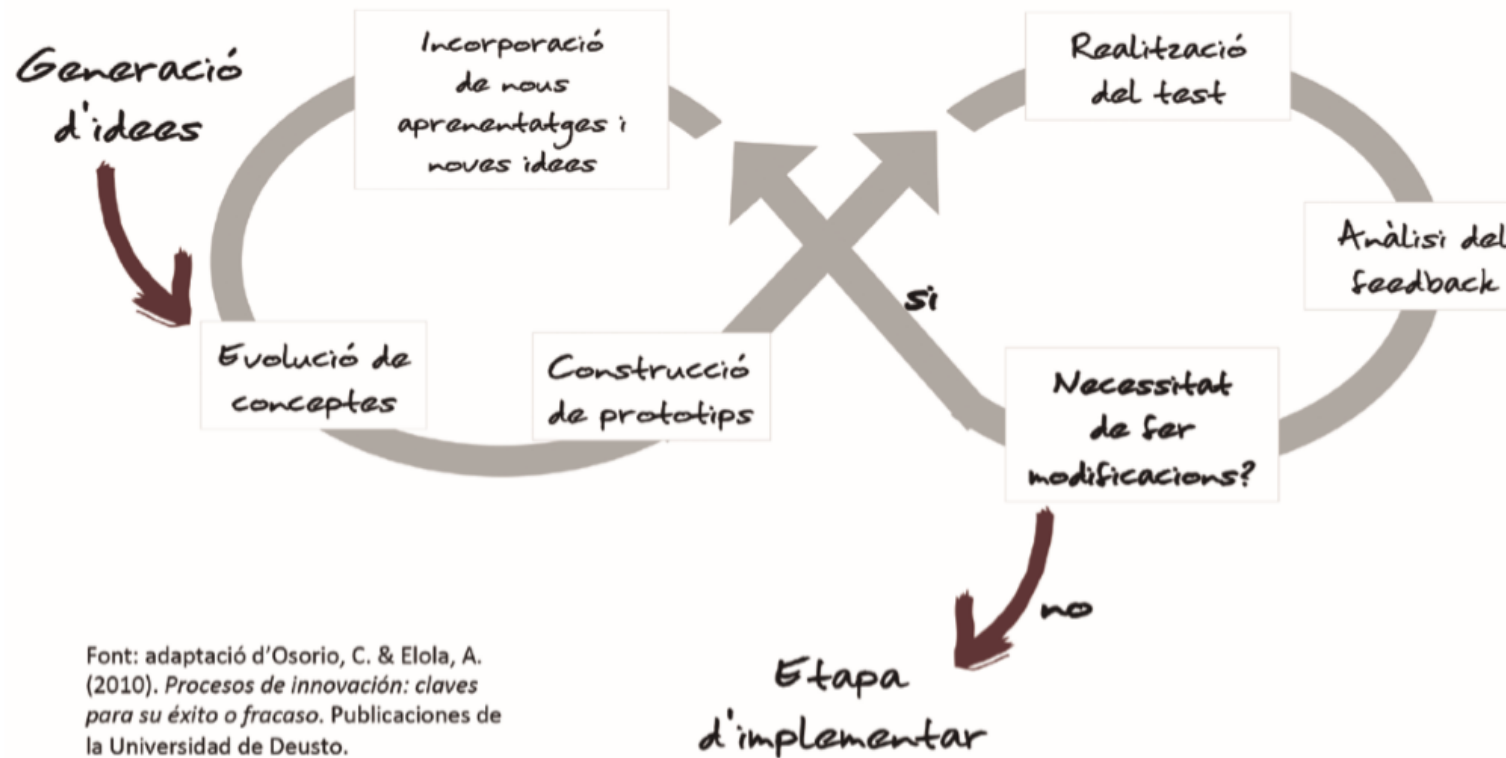 Generació
d'idees
Incorporació
de nous
aprenentatges i
noves idees
Evolució de
conceptes
Construcció
de prototips
Realització
del test
Anàlisi del
feedback
Necessitat
de fer
modificacions?
si
no
Etapa
d'implementar
Font: adaptació d'Osorio, C. & Elola, A.
(2010). Procesos de innovación: claves
para su éxito o fracaso. Publicaciones de
la Universidad de Deusto.